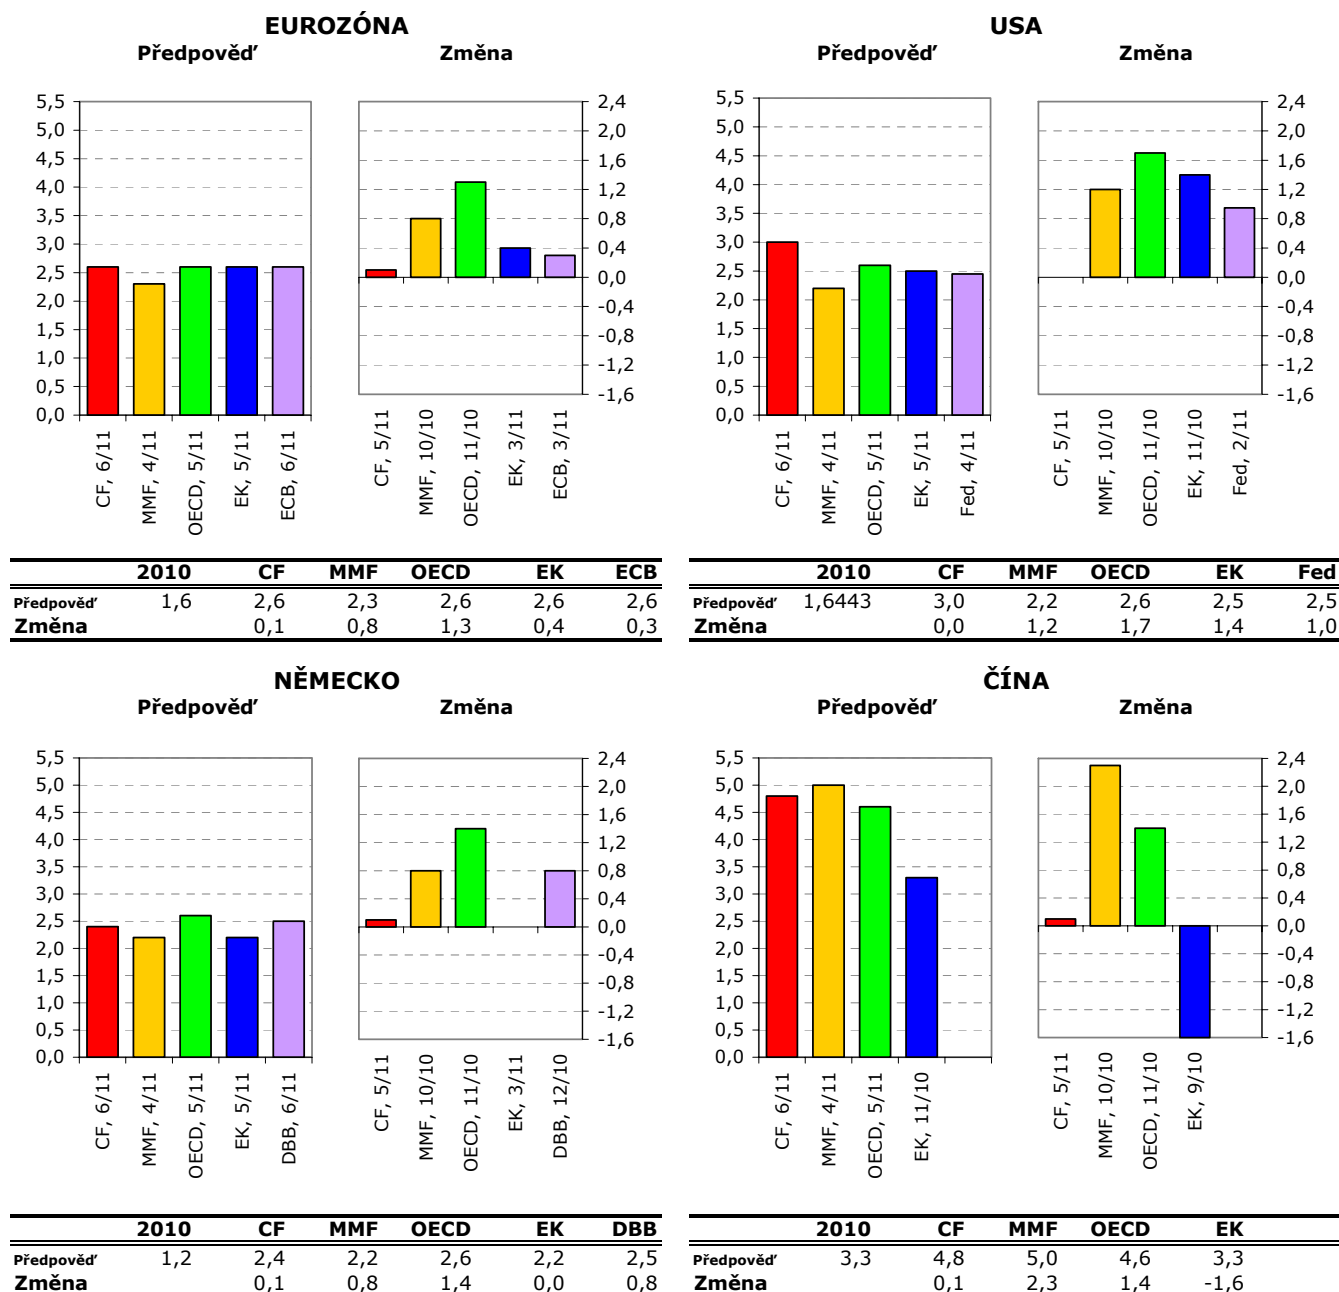 EUROZÓNA
Předpověď Změna
5,5
5,0
4,5
4,0
3,5
3,0
2,5
2,0
1,5
1,0
0,5
0,0
CF, 6/11
MMF, 4/11
OECD, 5/11
EK, 5/11
ECB, 6/11
2,4
2,0
1,6
1,2
0,8
0,4
0,0
-0,4
-0,8
-1,2
-1,6
CF, 5/11
MMF, 10/10
OECD, 11/10
EK, 3/11
ECB, 3/11
2010 CF MMF OECD EK ECB
Předpověď 1,6 2,6 2,3 2,6 2,6 2,6
Změna 0,1 0,8 1,3 0,4 0,3
USA
Předpověď Změna
5,5
5,0
4,5
4,0
3,5
3,0
2,5
2,0
1,5
1,0
0,5
0,0
CF, 6/11
MMF, 4/11
OECD, 5/11
EK, 5/11
Fed, 4/11
2,4
2,0
1,6
1,2
0,8
0,4
0,0
-0,4
-0,8
-1,2
-1,6
CF, 5/11
MMF, 10/10
OECD, 11/10
EK, 11/10
Fed, 2/11
2010 CF MMF OECD EK Fed
Předpověď 1,6443 3,0 2,2 2,6 2,5 2,5
Změna 0,0 1,2 1,7 1,4 1,0
NĚMECKO
Předpověď Změna
5,5
5,0
4,5
4,0
3,5
3,0
2,5
2,0
1,5
1,0
0,5
0,0
CF, 6/11
MMF, 4/11
OECD, 5/11
EK, 5/11
DBB, 6/11
2,4
2,0
1,6
1,2
0,8
0,4
0,0
-0,4
-0,8
-1,2
-1,6
CF, 5/11
MMF, 10/10
OECD, 11/10
EK, 3/11
DBB, 12/10
2010 CF MMF OECD EK DBB
Předpověď 1,2 2,4 2,2 2,6 2,2 2,5
Změna 0,1 0,8 1,4 0,0 0,8
ČÍNA
Předpověď Změna
5,5
5,0
4,5
4,0
3,5
3,0
2,5
2,0
1,5
1,0
0,5
0,0
CF, 6/11
MMF, 4/11
OECD, 5/11
EK, 11/10
2,4
2,0
1,6
1,2
0,8
0,4
0,0
-0,4
-0,8
-1,2
-1,6
CF, 5/11
MMF, 10/10
OECD, 11/10
EK, 9/10
2010 CF MMF OECD EK
Předpověď 3,3 4,8 5,0 4,6 3,3
Změna 0,1 2,3 1,4 -1,6